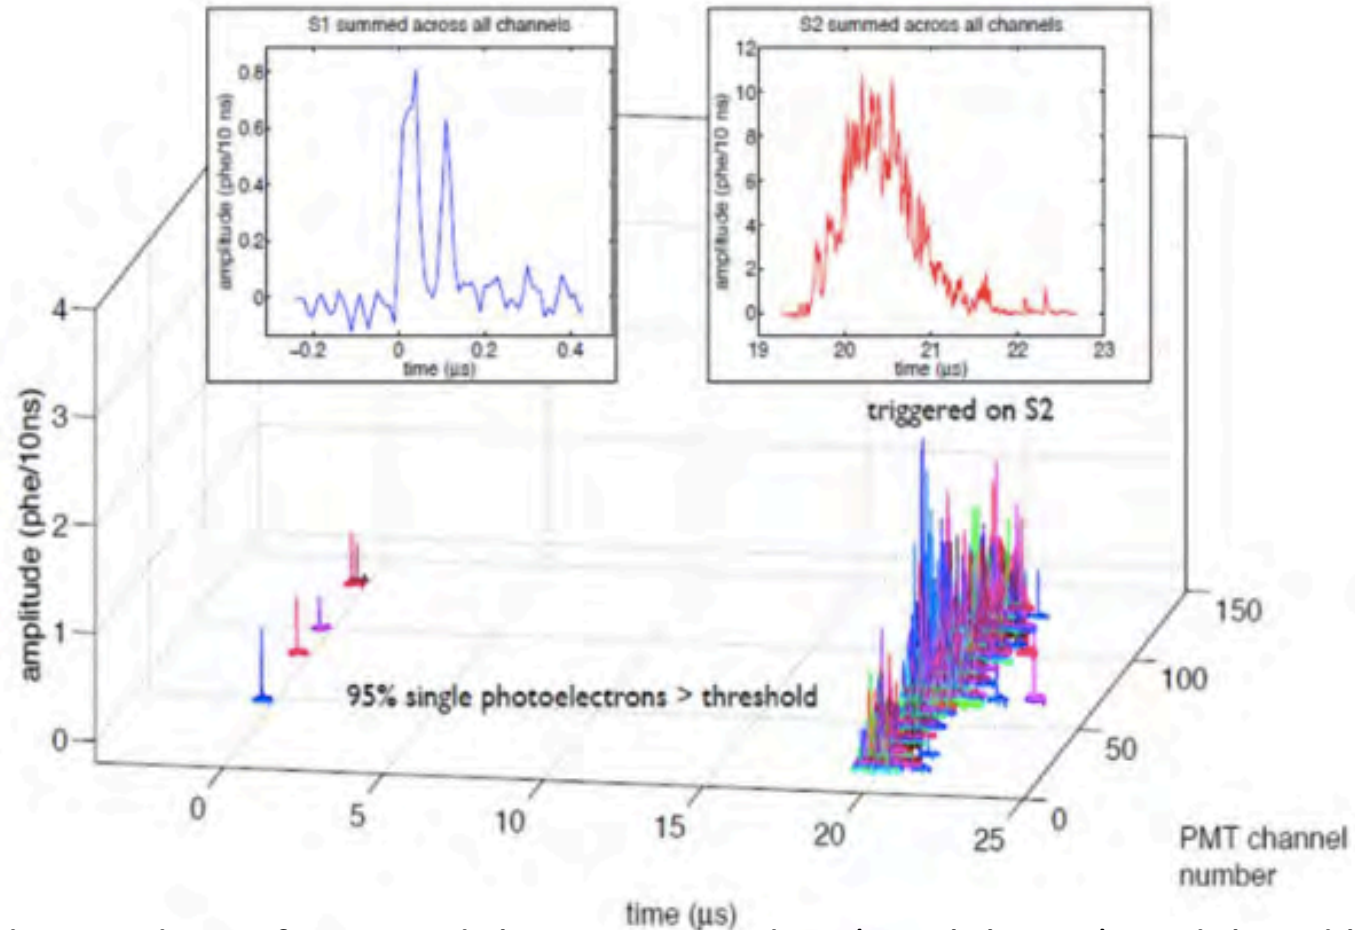 S1 summed across all channels
amplitude (phe/10 ns)
0.8
0.6
0.4
0.2
0
−0.2 0 0.2 0.4
time (µs)
S2 summed across all channels
amplitude (phe/10 ns)
12
10
8
6
4
2
0
19 20 21 22 23
time (µs)
triggered on S2
95% single photoelectrons > threshold
amplitude (phe/10ns)
4
3
2
1
0
0 5 10 15 20 25
time (µs)
150
100
50
0
PMT channel
number